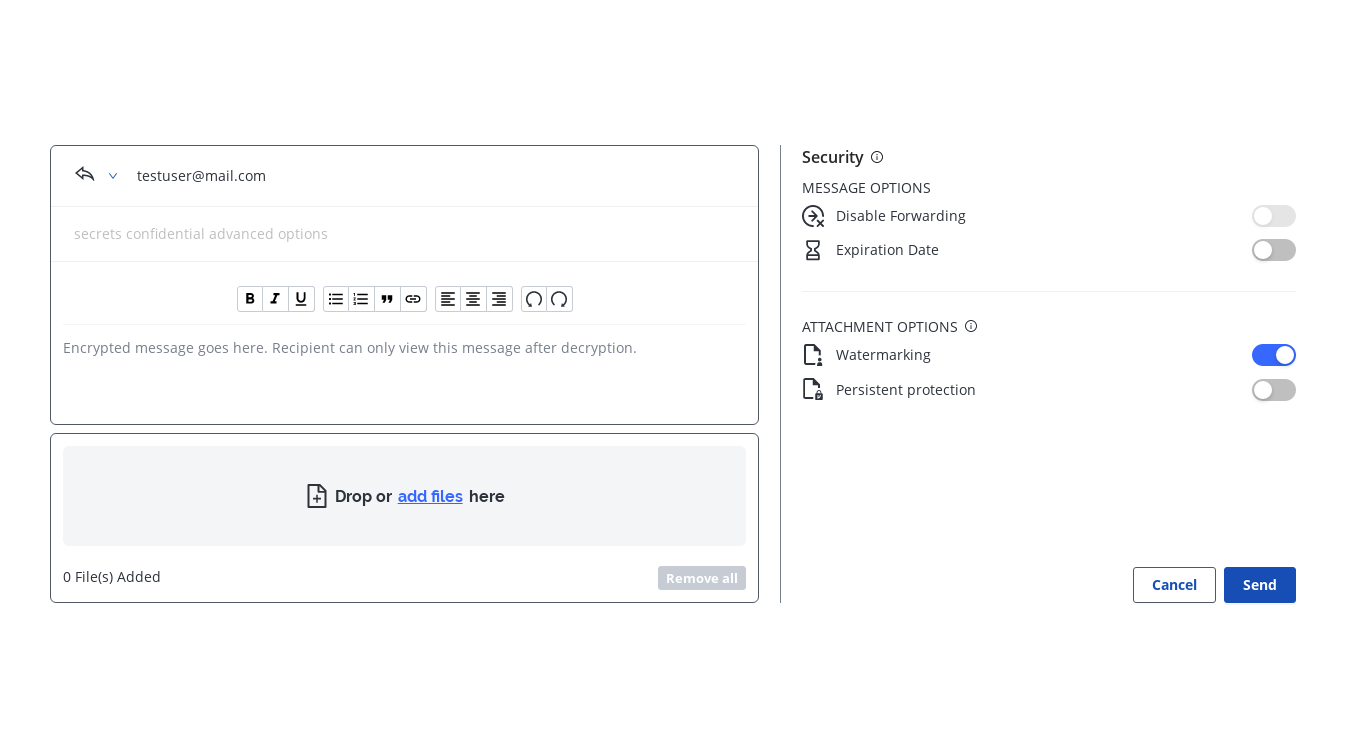 testuser@mail.com
secrets confidential advanced options
B I U
Encrypted message goes here. Recipient can only view this message after decryption.
Drop or add files here
0 File(s) Added
Remove all
Security
MESSAGE OPTIONS
Disable Forwarding
Expiration Date
ATTACHMENT OPTIONS
Watermarking
Persistent protection
Cancel
Send